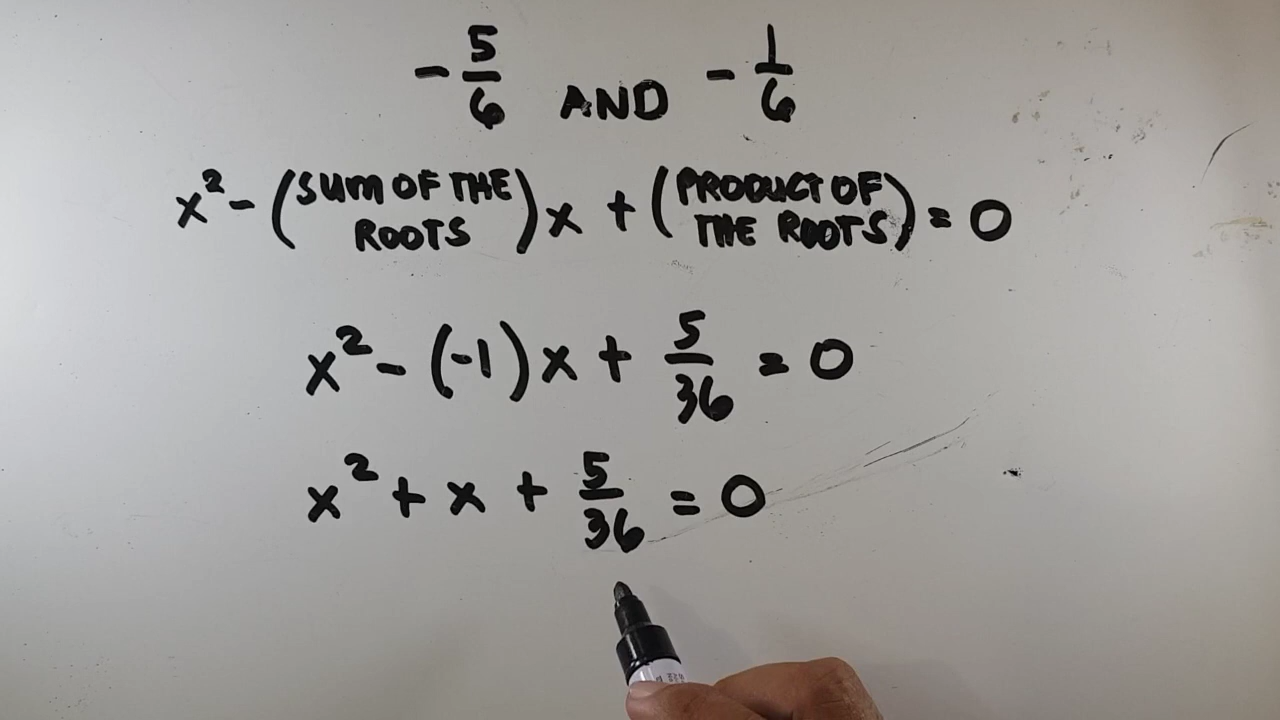 -5/6 AND -1/6
x² - (SUM OF THE ROOTS)x + (PRODUCT OF THE ROOTS) = 0
x² - (-1)x + 5/36 = 0
x² + x + 5/36 = 0